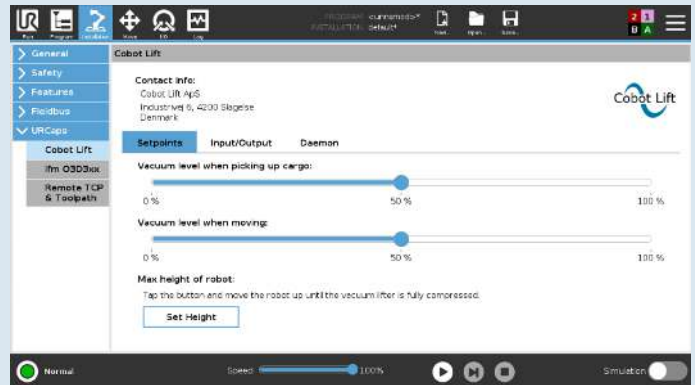 UR
Run
Program
Installation
Move
I/O
Log
PROGRAM
INSTALLATION default*
New...
Open...
Save...
2 1
B A
General
Safety
Features
Fieldbus
URCaps
Cobot Lift
ifm O3D3xx
Remote TCP
& Toolpath
Cobot Lift
Contact info:
Cobot Lift ApS
Industrivej 6, 4200 Slagelse
Denmark
Cobot Lift
Setpoints Input/Output Daemon
Vacuum level when picking up cargo:
0 % 50 % 100 %
Vacuum level when moving:
0 % 50 % 100 %
Max height of robot:
Tap the button and move the robot up until the vacuum lifter is fully compressed.
Set Height
Normal
Speed 100%
Simulation